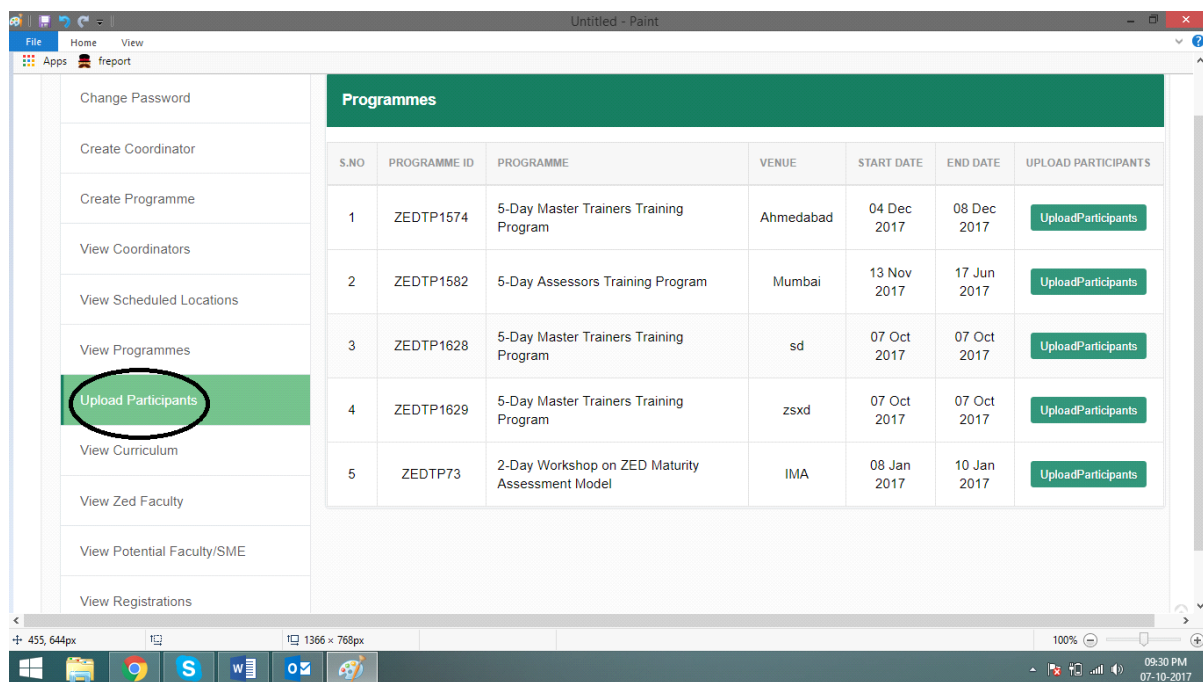 Untitled - Paint
File Home View
Apps freport
Change Password
Create Coordinator
Create Programme
View Coordinators
View Scheduled Locations
View Programmes
Upload Participants
View Curriculum
View Zed Faculty
View Potential Faculty/SME
View Registrations
Programmes
S.NO PROGRAMME ID PROGRAMME VENUE START DATE END DATE UPLOAD PARTICIPANTS
1 ZEDTP1574 5-Day Master Trainers Training Program Ahmedabad 04 Dec 2017 08 Dec 2017 UploadParticipants
2 ZEDTP1582 5-Day Assessors Training Program Mumbai 13 Nov 2017 17 Jun 2017 UploadParticipants
3 ZEDTP1628 5-Day Master Trainers Training Program sd 07 Oct 2017 07 Oct 2017 UploadParticipants
4 ZEDTP1629 5-Day Master Trainers Training Program zsxd 07 Oct 2017 07 Oct 2017 UploadParticipants
5 ZEDTP73 2-Day Workshop on ZED Maturity Assessment Model IMA 08 Jan 2017 10 Jan 2017 UploadParticipants
455, 644px 1366 × 768px 100%
09:30 PM
07-10-2017